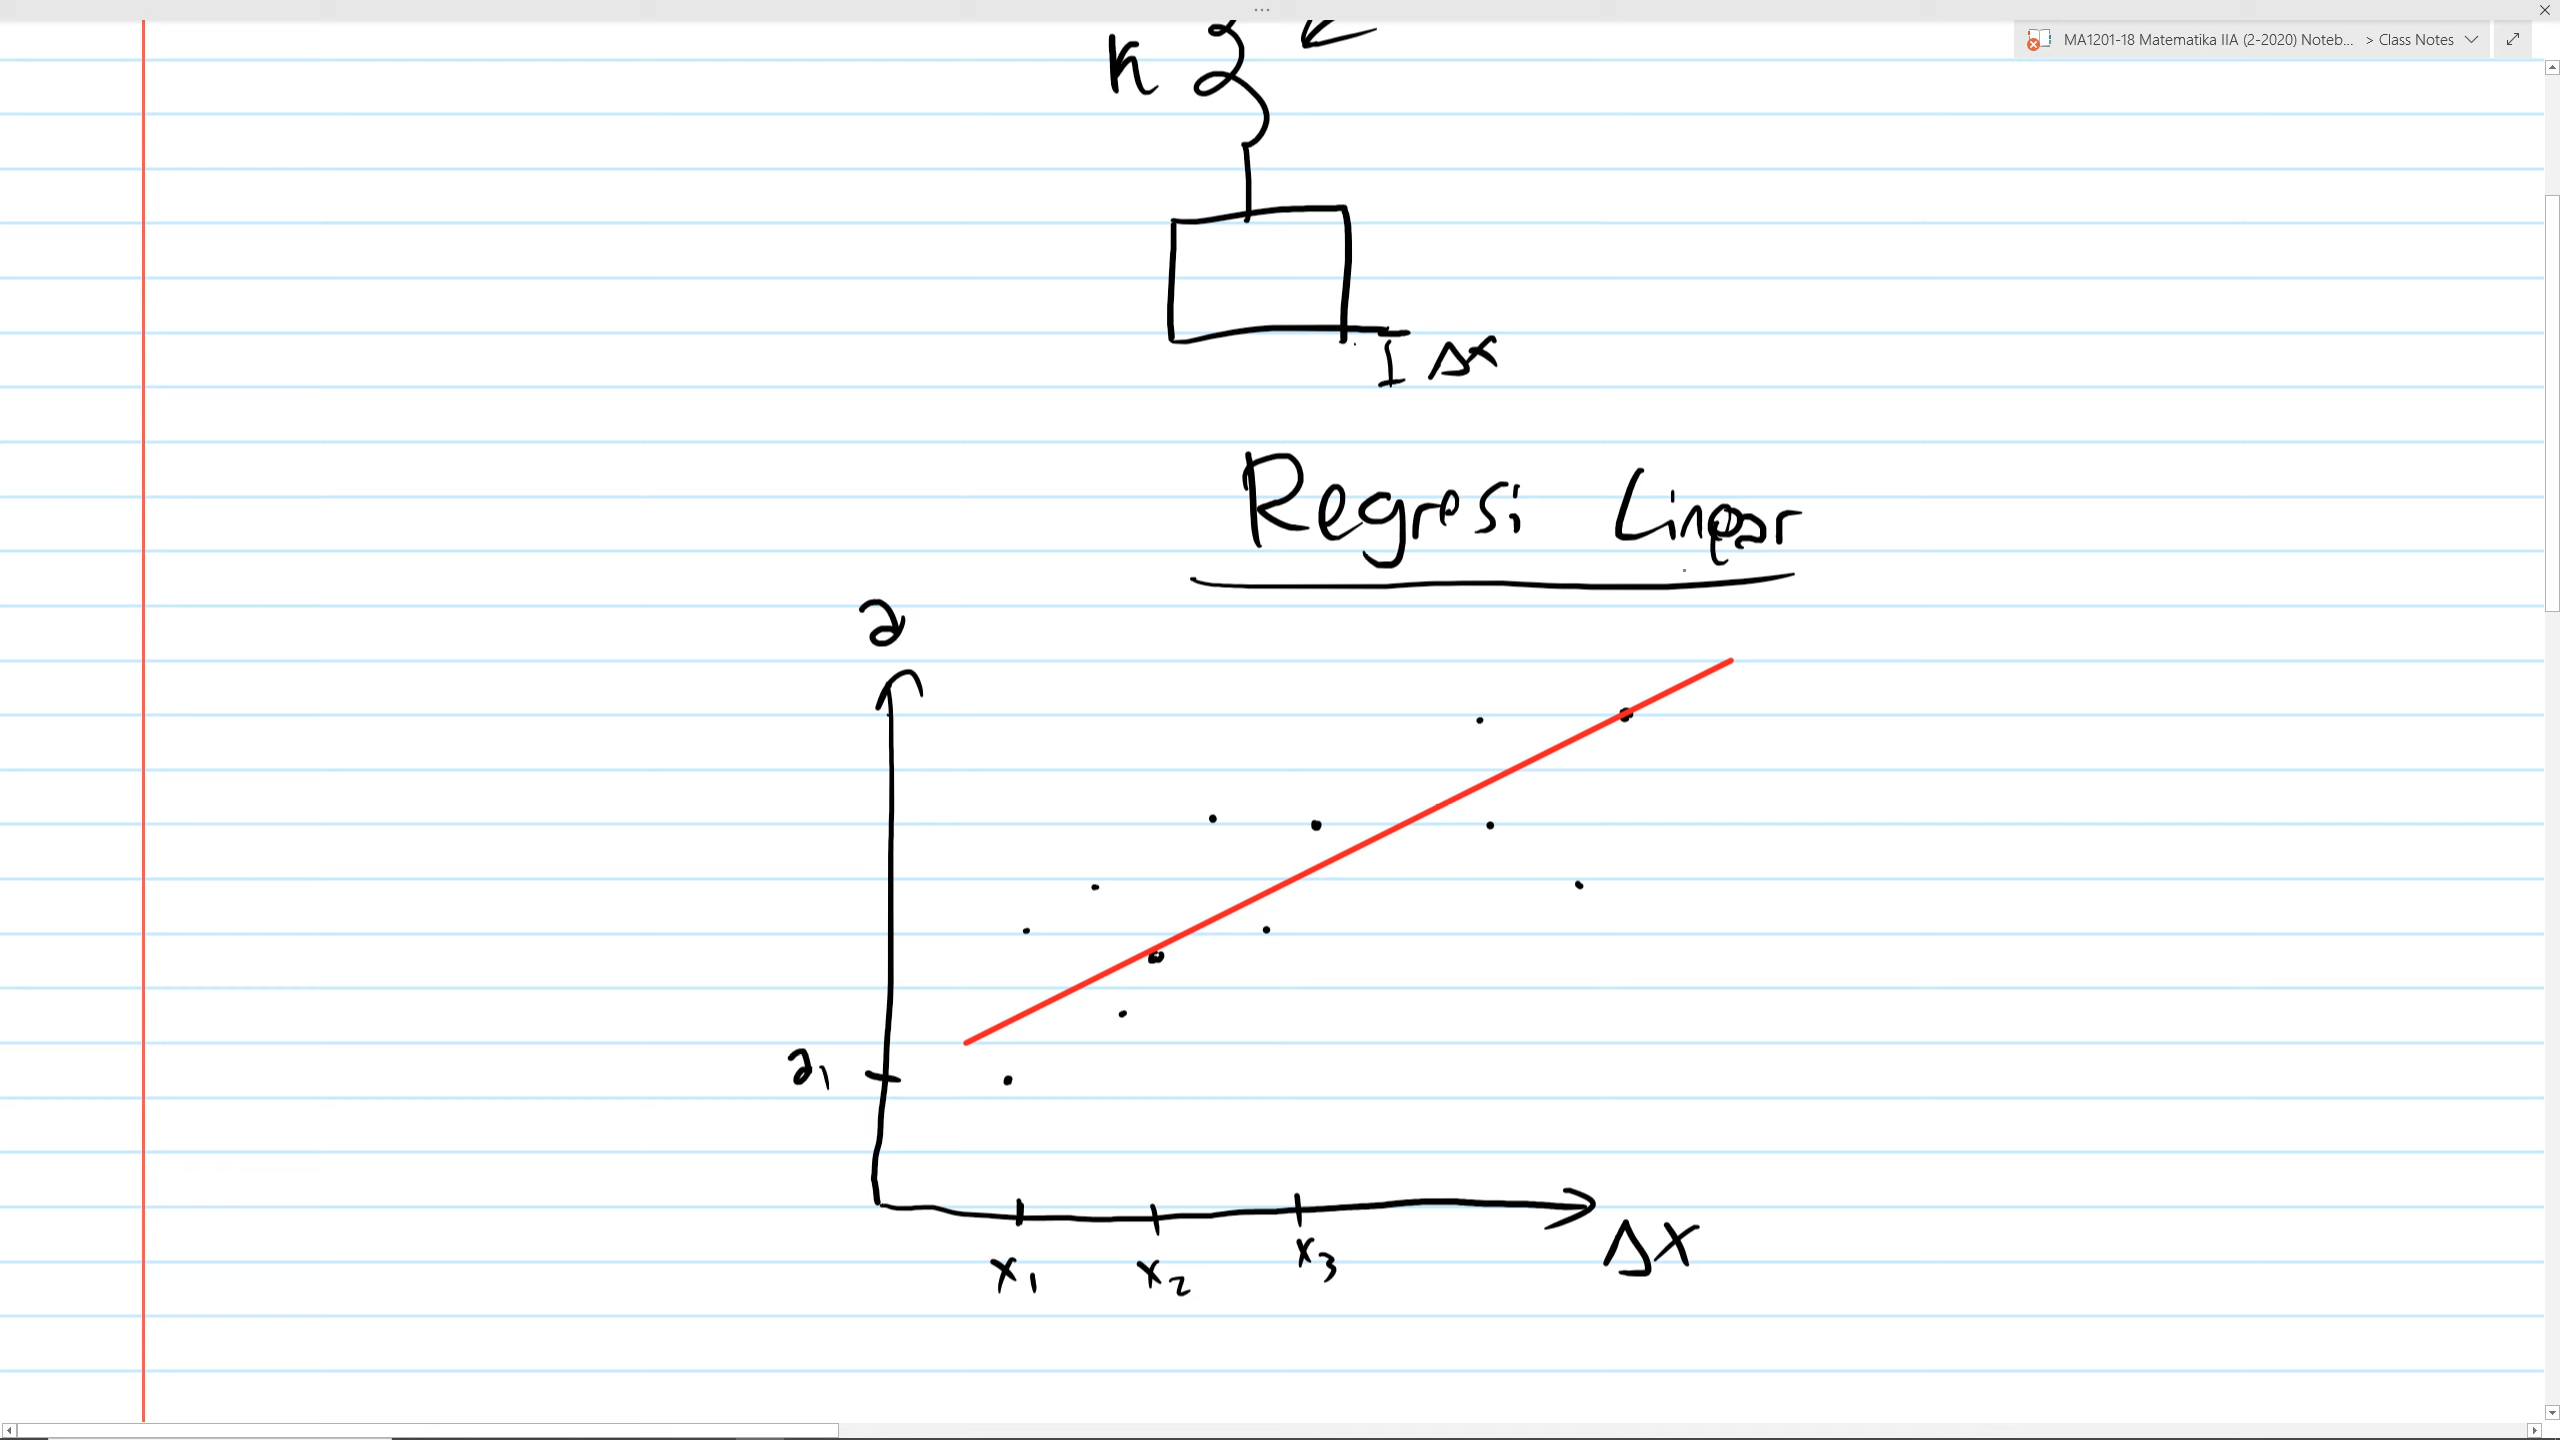 MA1201-18 Matematika IIA (2-2020) Noteb... > Class Notes
k
Δx
Regresi Linear
a
a₁
x₁ x₂ x₃ Δx